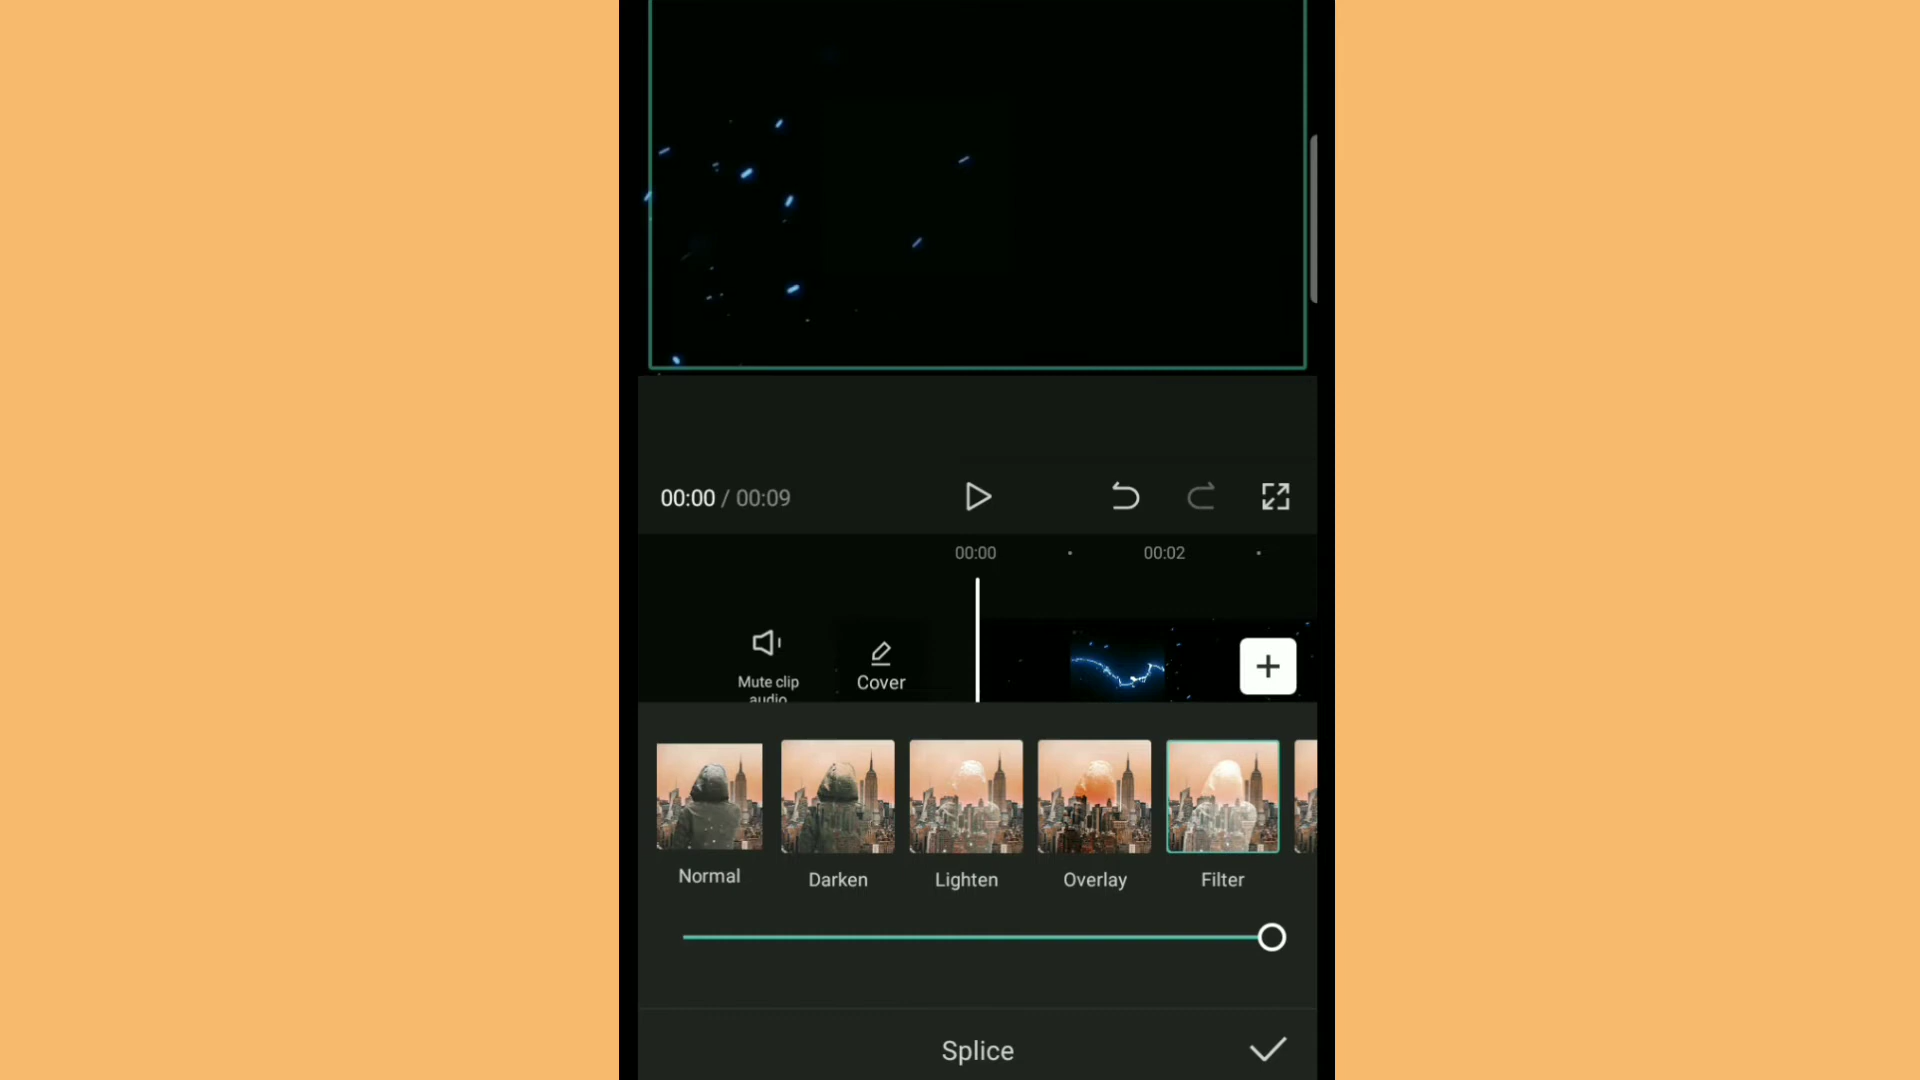 00:00 / 00:09
00:00
00:02
Mute clip
audio
Cover
Normal
Darken
Lighten
Overlay
Filter
Splice